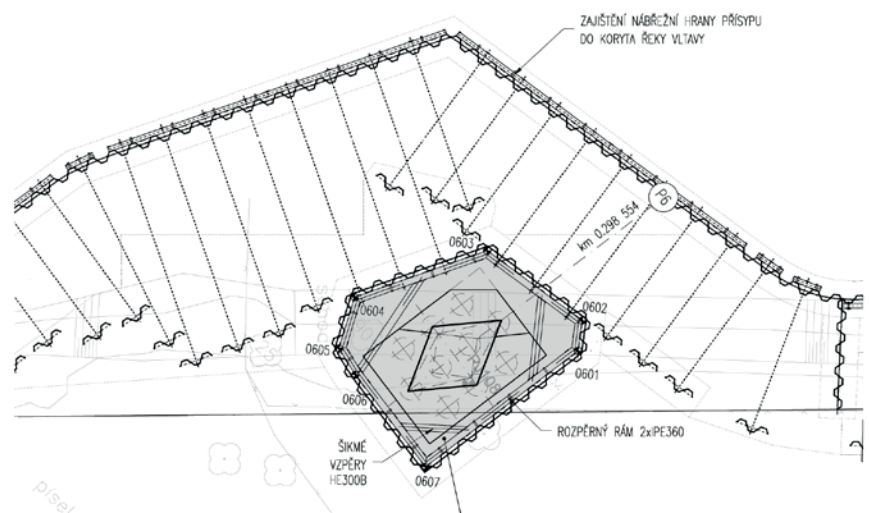 ZAJIŠTĚNÍ NÁBŘEŽNÍ HRANY PŘÍSYPU
DO KORYTA ŘEKY VLTAVY
P6
km 0.298 554
0603
0602
0604
0605
0601
0606
ROZPĚRNÝ RÁM 2xIPE360
ŠIKMÉ
VZPĚRY
HE300B
0607
písek